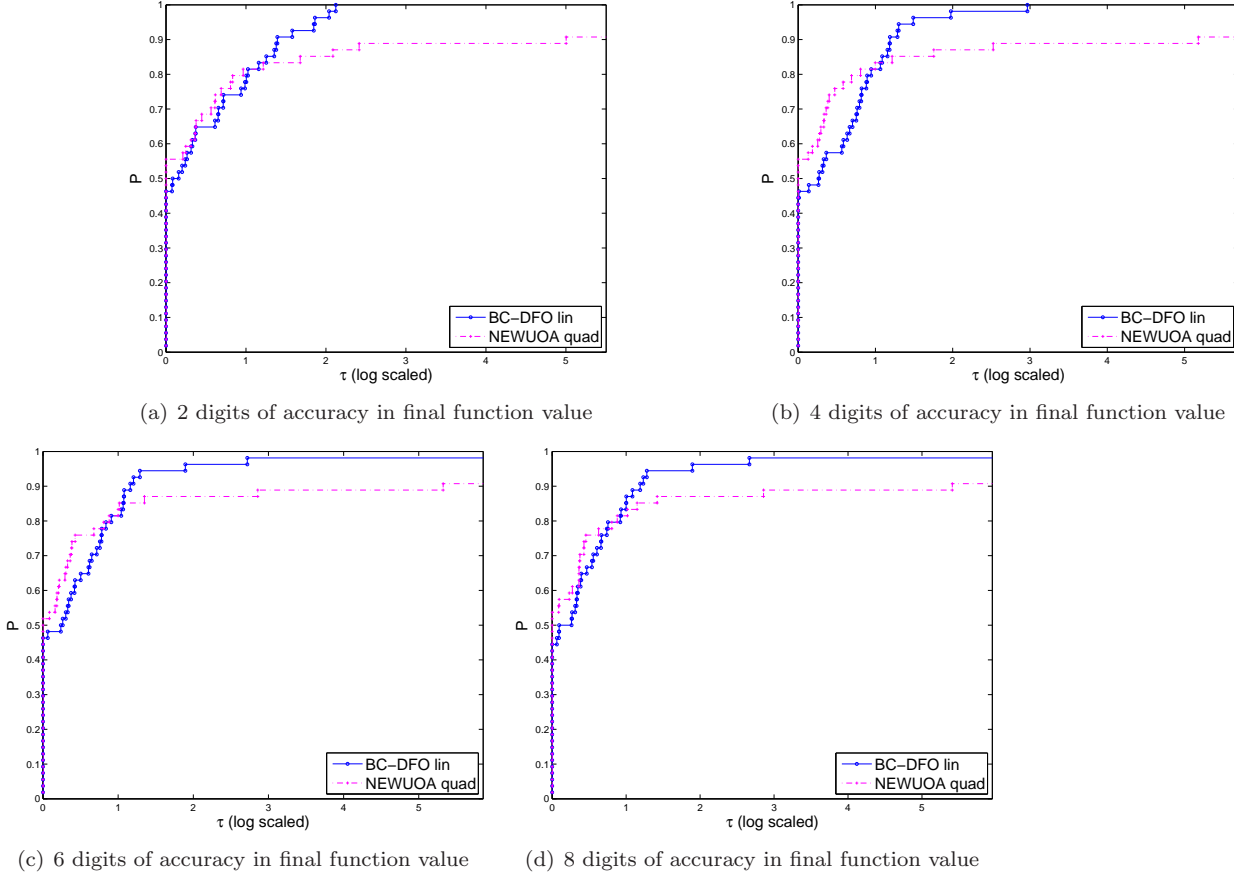 1
0.9
0.8
0.7
0.6
0.5
0.4
0.3
0.2
0.1
0
P
0 1 2 3 4 5
τ (log scaled)
BC−DFO lin
NEWUOA quad
(a) 2 digits of accuracy in final function value
1
0.9
0.8
0.7
0.6
0.5
0.4
0.3
0.2
0.1
0
P
0 1 2 3 4 5
τ (log scaled)
BC−DFO lin
NEWUOA quad
(b) 4 digits of accuracy in final function value
1
0.9
0.8
0.7
0.6
0.5
0.4
0.3
0.2
0.1
0
P
0 1 2 3 4 5
τ (log scaled)
BC−DFO lin
NEWUOA quad
(c) 6 digits of accuracy in final function value
1
0.9
0.8
0.7
0.6
0.5
0.4
0.3
0.2
0.1
0
P
0 1 2 3 4 5
τ (log scaled)
BC−DFO lin
NEWUOA quad
(d) 8 digits of accuracy in final function value